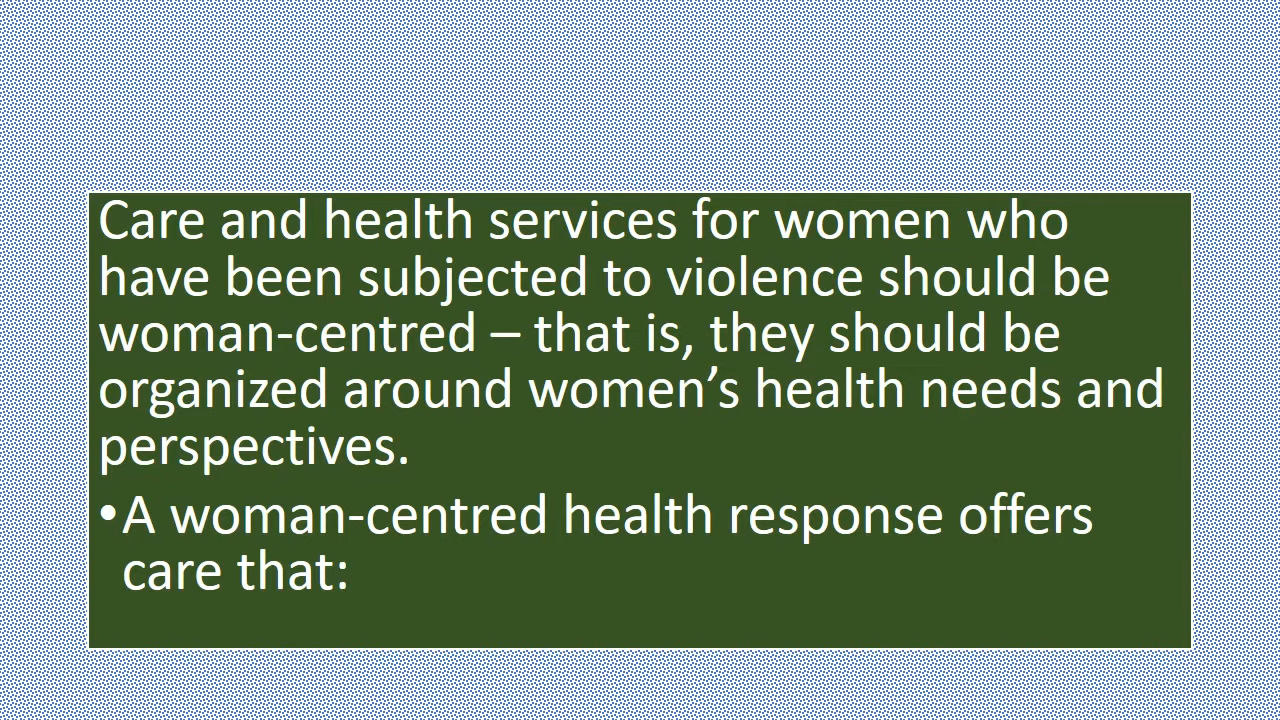 Care and health services for women who
have been subjected to violence should be
woman-centred – that is, they should be
organized around women’s health needs and
perspectives.
•A woman-centred health response offers
care that: